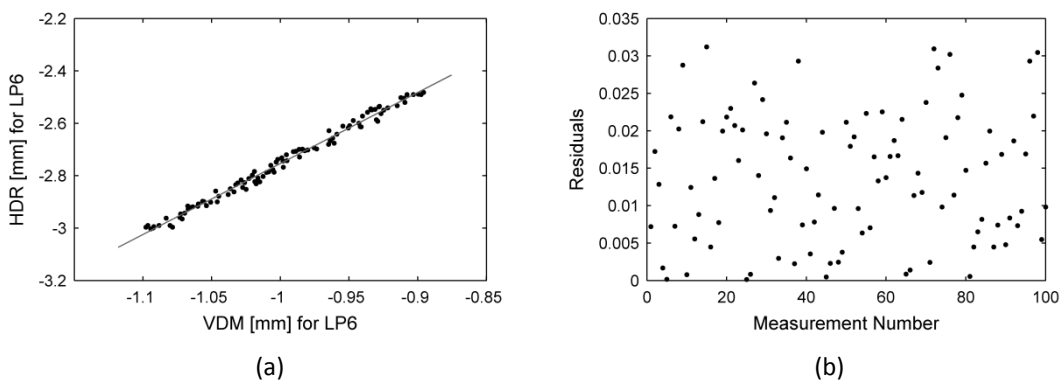 -2.2
-2.4
-2.6
-2.8
-3
-3.2
HDR [mm] for LP6
-1.1 -1.05 -1 -0.95 -0.9 -0.85
VDM [mm] for LP6
(a)
0.035
0.03
0.025
0.02
0.015
0.01
0.005
0
Residuals
0 20 40 60 80 100
Measurement Number
(b)